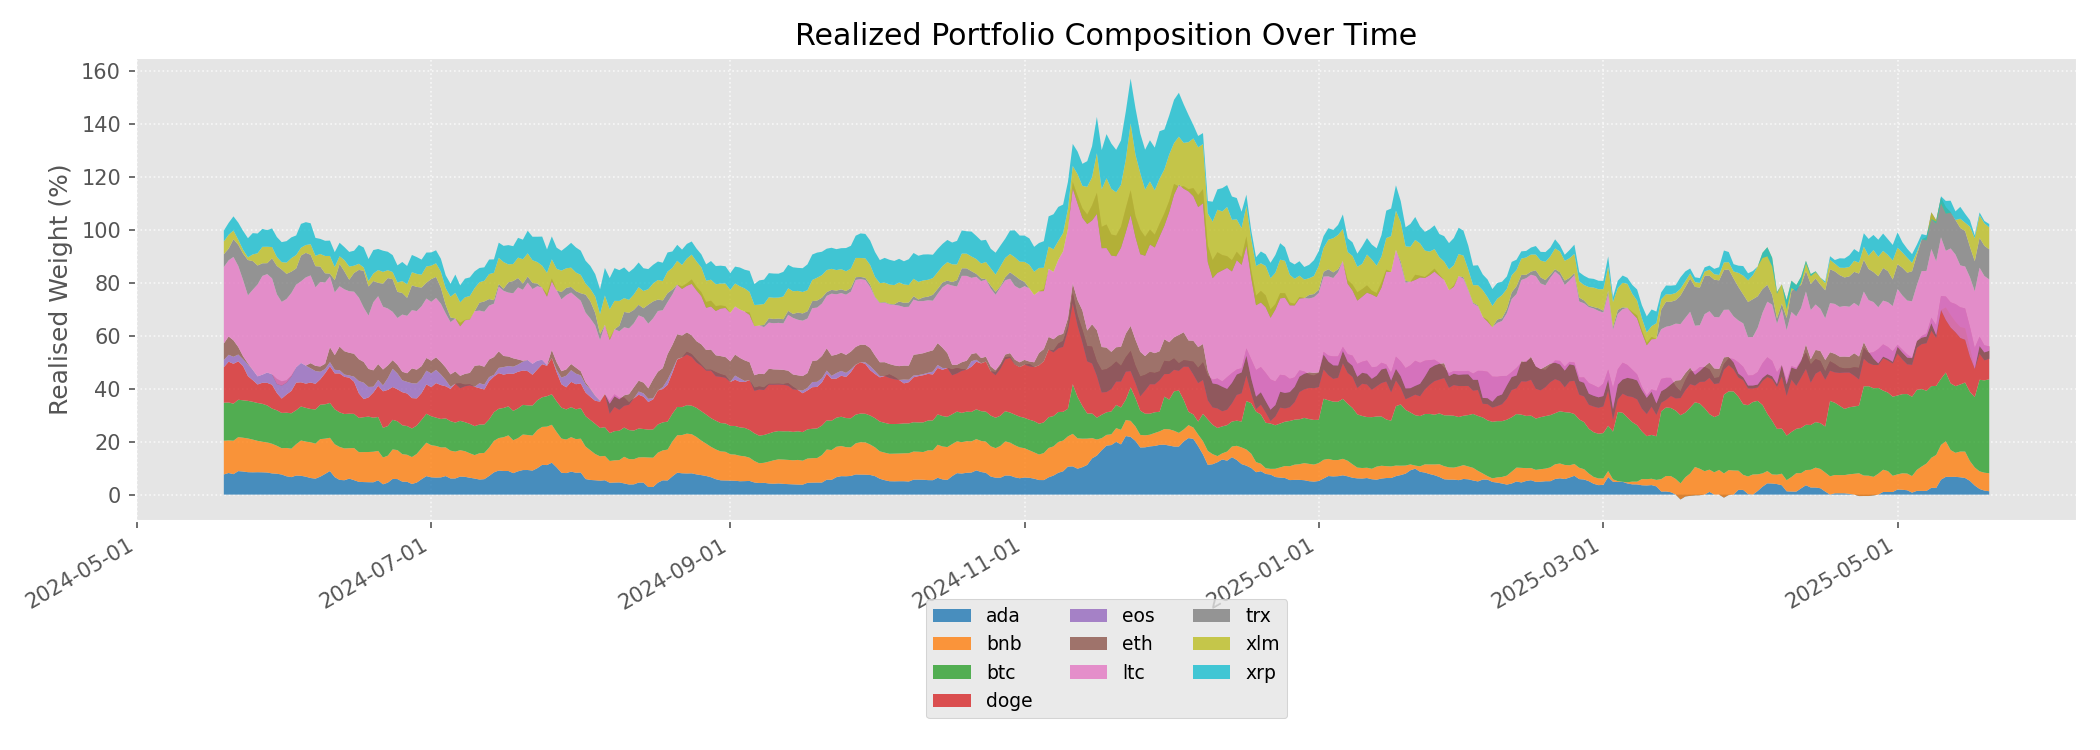 Realized Portfolio Composition Over Time
Realised Weight (%)
160
140
120
100
80
60
40
20
0
2024-05-01
2024-07-01
2024-09-01
2024-11-01
2025-01-01
2025-03-01
2025-05-01
ada
bnb
btc
doge
eos
eth
ltc
trx
xlm
xrp